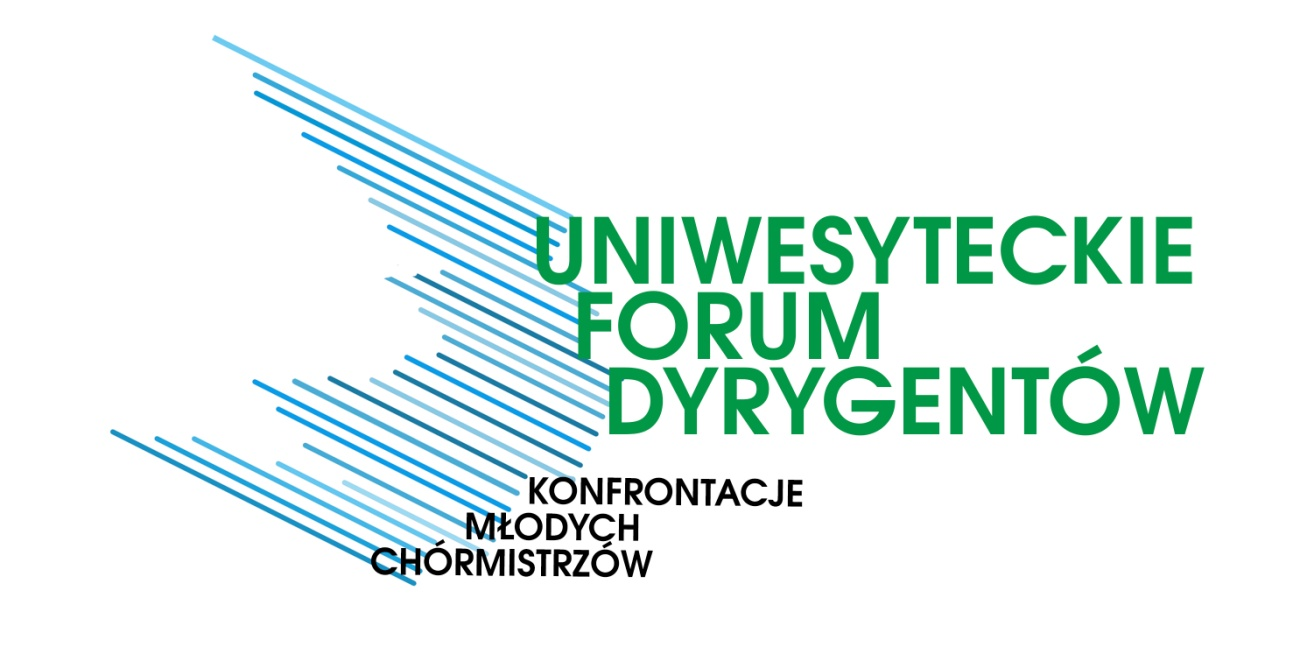 UNIWESYTECKIE
FORUM
DYRYGENTÓW
KONFRONTACJE
MŁODYCH
CHÓRMISTRZÓW